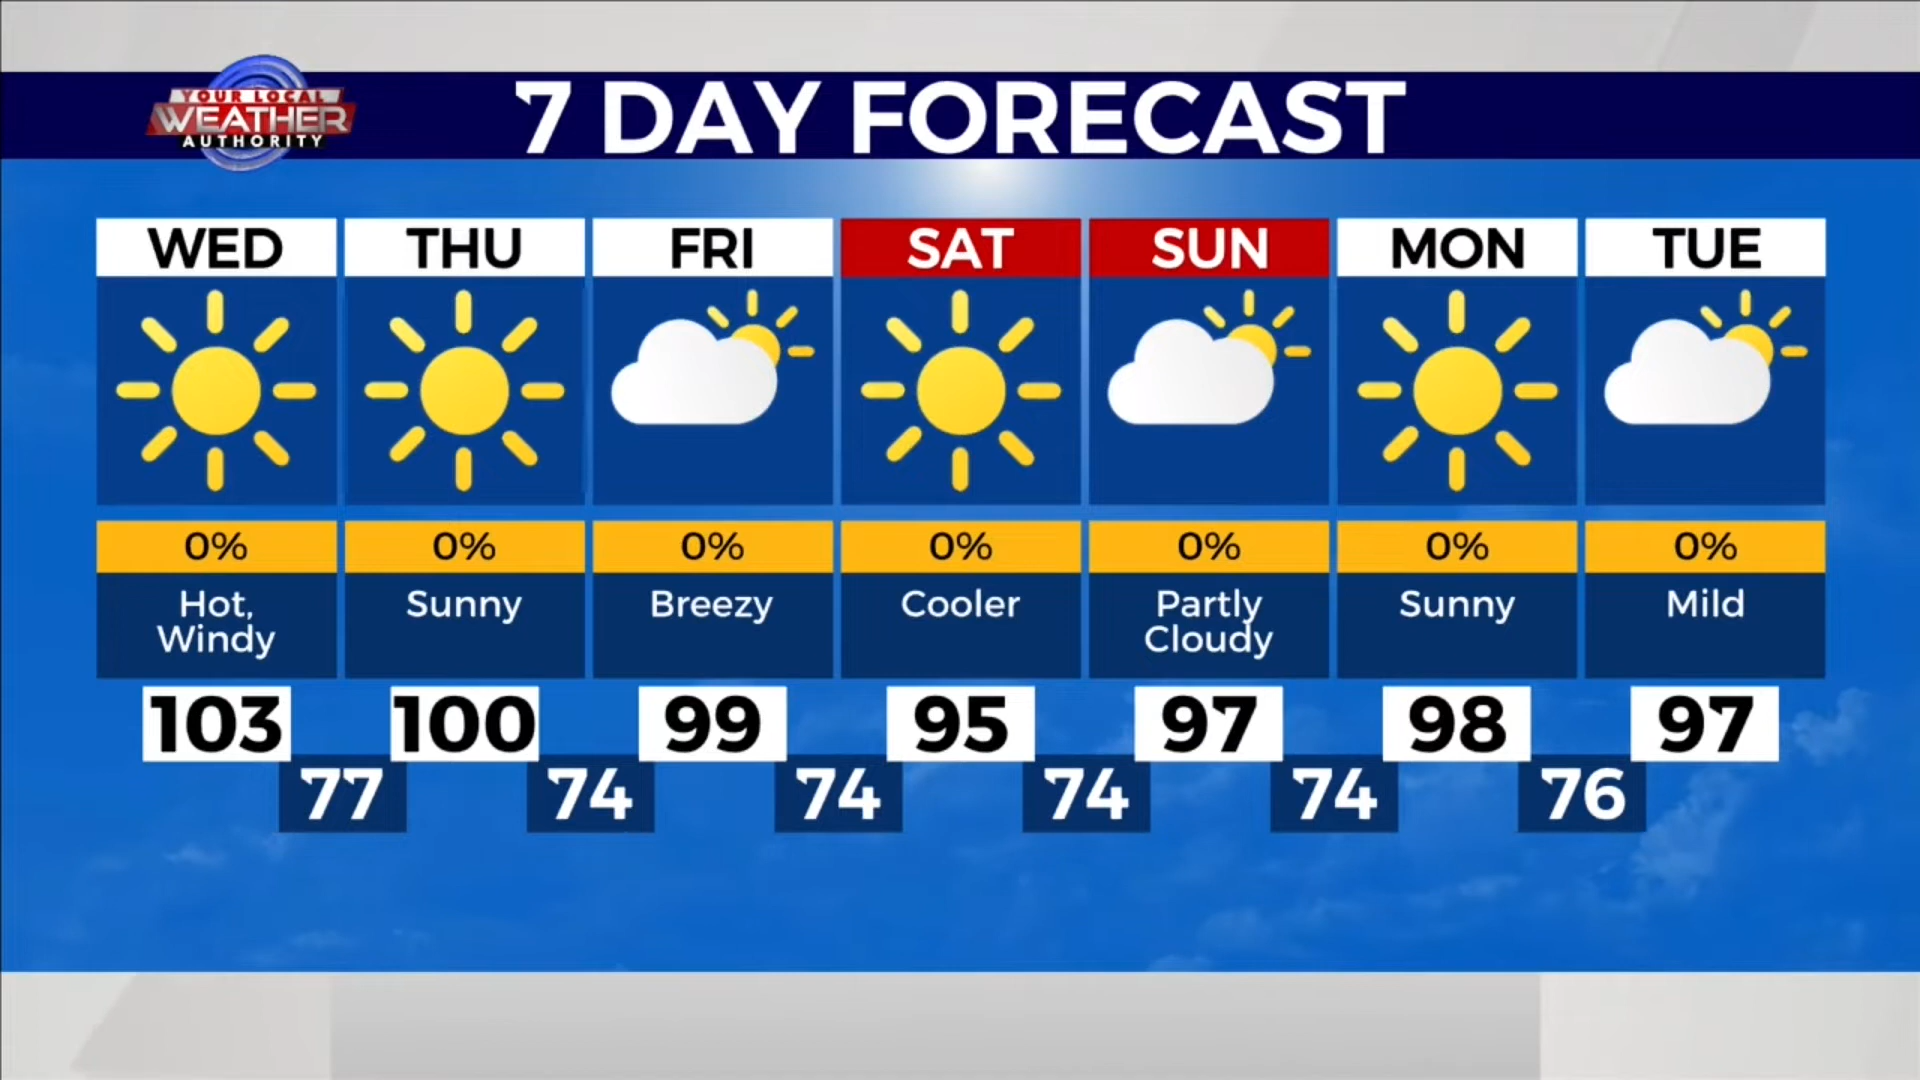 YOUR LOCAL
WEATHER
AUTHORITY
7 DAY FORECAST
WED THU FRI SAT SUN MON TUE
0% 0% 0% 0% 0% 0% 0%
Hot, Sunny Breezy Cooler Partly Sunny Mild
Windy Cloudy
103 100 99 95 97 98 97
77 74 74 74 74 76